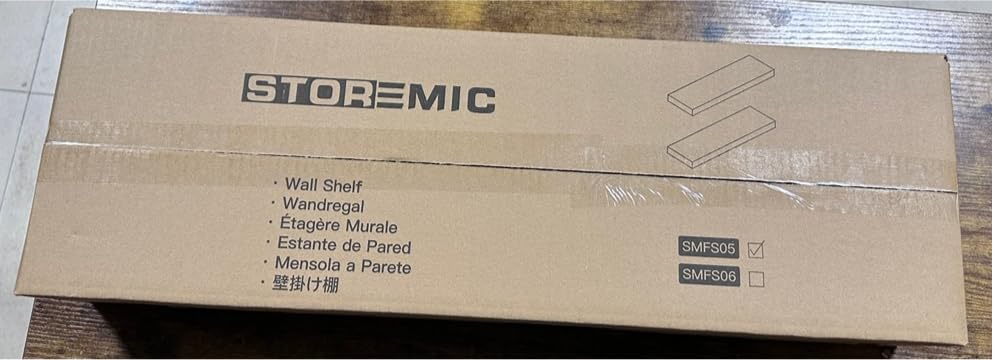 STOREMIC
· Wall Shelf
· Wandregal
· Étagère Murale
· Estante de Pared
· Mensola a Parete
· 壁掛け棚
SMFS05 ☑
SMFS06 ☐